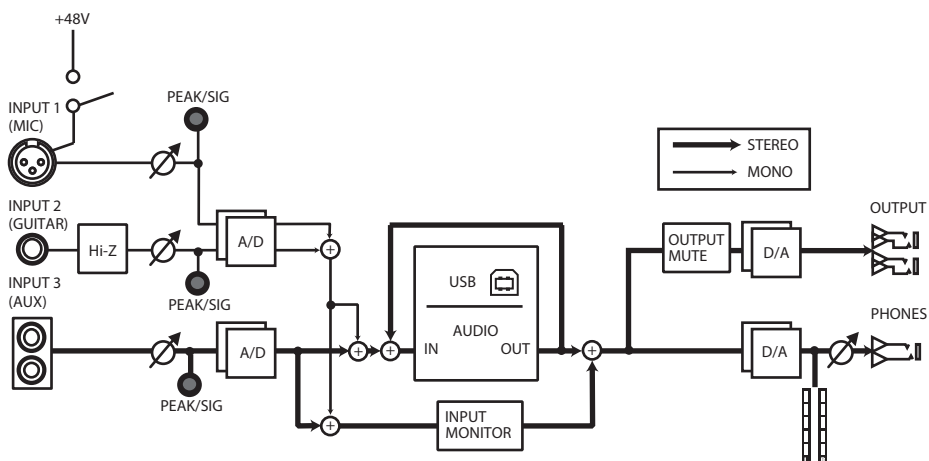 +48V
INPUT 1
(MIC)
PEAK/SIG
STEREO
MONO
INPUT 2
(GUITAR)
Hi-Z
PEAK/SIG
A/D
INPUT 3
(AUX)
PEAK/SIG
A/D
USB
AUDIO
IN
OUT
INPUT
MONITOR
OUTPUT
MUTE
D/A
OUTPUT
D/A
PHONES